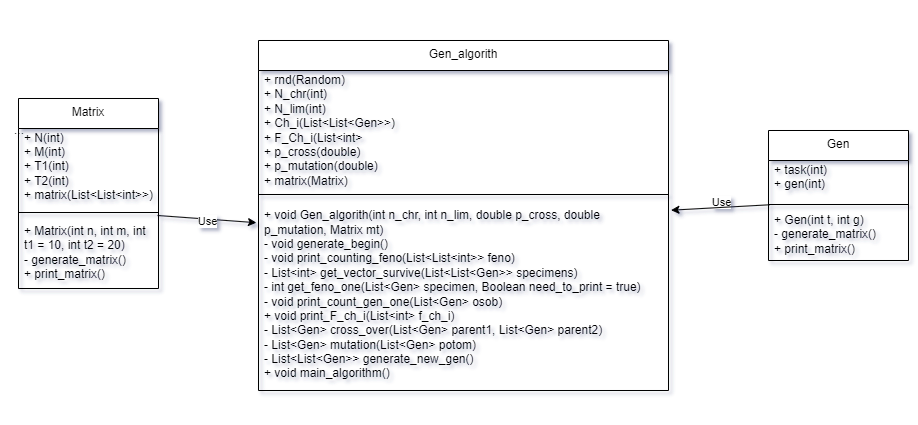 Matrix
+ N(int)
+ M(int)
+ T1(int)
+ T2(int)
+ matrix(List<List<int>>)
+ Matrix(int n, int m, int
t1 = 10, int t2 = 20)
- generate_matrix()
+ print_matrix()
Use
Gen_algorith
+ rnd(Random)
+ N_chr(int)
+ N_lim(int)
+ Ch_i(List<List<Gen>>)
+ F_Ch_i(List<int>
+ p_cross(double)
+ p_mutation(double)
+ matrix(Matrix)
+ void Gen_algorith(int n_chr, int n_lim, double p_cross, double
p_mutation, Matrix mt)
- void generate_begin()
- void print_counting_feno(List<List<int>> feno)
- List<int> get_vector_survive(List<List<Gen>> specimens)
- int get_feno_one(List<Gen> specimen, Boolean need_to_print = true)
- void print_count_gen_one(List<Gen> osob)
+ void print_F_ch_i(List<int> f_ch_i)
- List<Gen> cross_over(List<Gen> parent1, List<Gen> parent2)
- List<Gen> mutation(List<Gen> potom)
- List<List<Gen>> generate_new_gen()
+ void main_algorithm()
Use
Gen
+ task(int)
+ gen(int)
+ Gen(int t, int g)
- generate_matrix()
+ print_matrix()